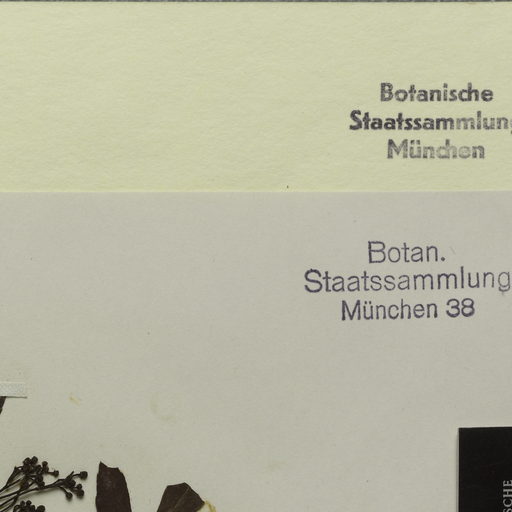 Botanische
Staatssammlung
München
Botan.
Staatssammlung
München 38